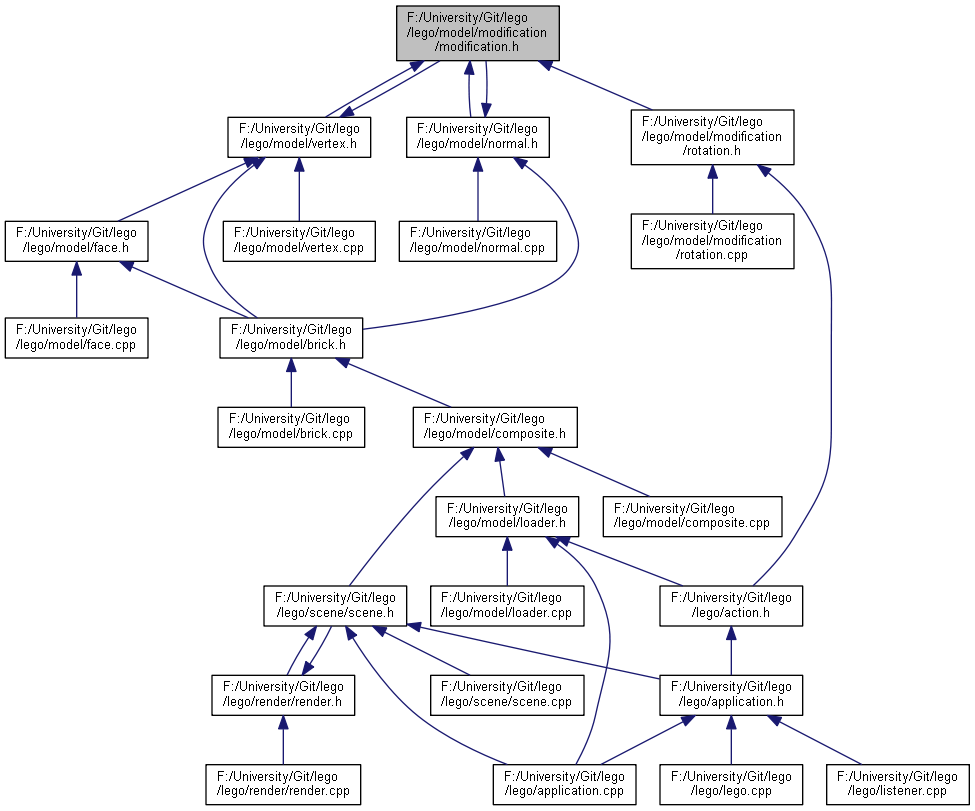 F:/University/Git/lego
/lego/model/modification
/modification.h
F:/University/Git/lego
/lego/model/vertex.h
F:/University/Git/lego
/lego/model/normal.h
F:/University/Git/lego
/lego/model/modification
/rotation.h
F:/University/Git/lego
/lego/model/face.h
F:/University/Git/lego
/lego/model/vertex.cpp
F:/University/Git/lego
/lego/model/normal.cpp
F:/University/Git/lego
/lego/model/modification
/rotation.cpp
F:/University/Git/lego
/lego/model/face.cpp
F:/University/Git/lego
/lego/model/brick.h
F:/University/Git/lego
/lego/model/brick.cpp
F:/University/Git/lego
/lego/model/composite.h
F:/University/Git/lego
/lego/model/loader.h
F:/University/Git/lego
/lego/model/composite.cpp
F:/University/Git/lego
/lego/scene/scene.h
F:/University/Git/lego
/lego/model/loader.cpp
F:/University/Git/lego
/lego/action.h
F:/University/Git/lego
/lego/render/render.h
F:/University/Git/lego
/lego/scene/scene.cpp
F:/University/Git/lego
/lego/application.h
F:/University/Git/lego
/lego/render/render.cpp
F:/University/Git/lego
/lego/application.cpp
F:/University/Git/lego
/lego/lego.cpp
F:/University/Git/lego
/lego/listener.cpp